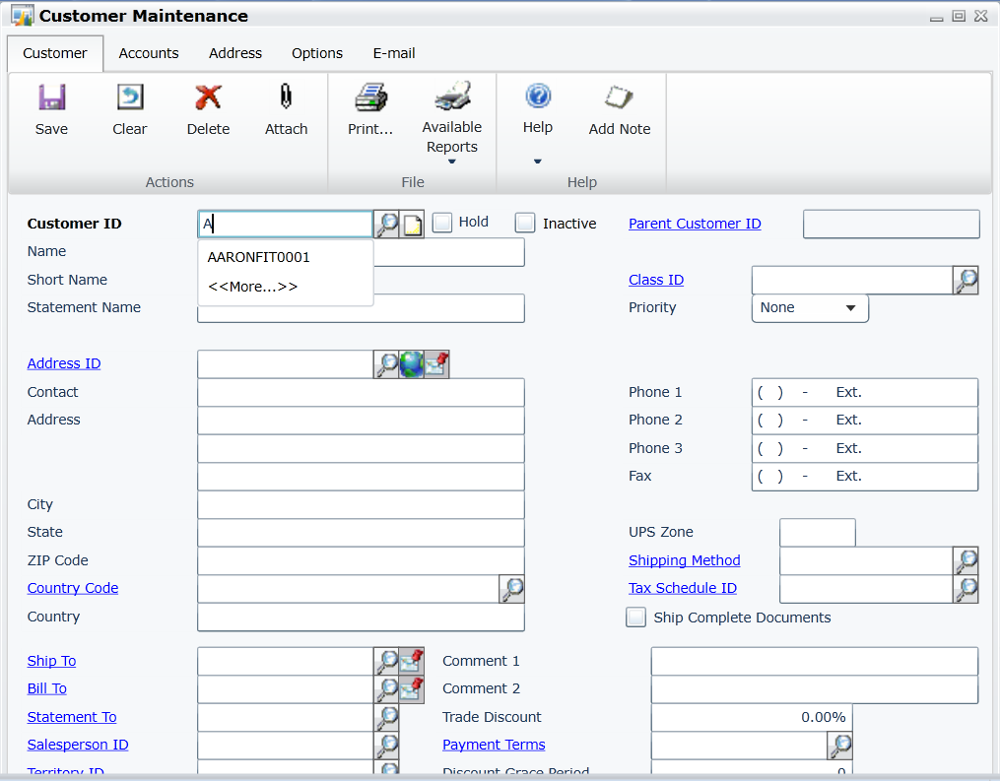 Customer Maintenance
Customer Accounts Address Options E-mail
Save Clear Delete Attach Print... Available Reports Help Add Note
Actions File Help
Customer ID A Hold Inactive Parent Customer ID
AARONFIT0001
<<More...>>
Name
Short Name Class ID
Statement Name Priority None
Address ID
Contact Phone 1 ( ) - Ext.
Address Phone 2 ( ) - Ext.
Phone 3 ( ) - Ext.
Fax ( ) - Ext.
City
State UPS Zone
ZIP Code Shipping Method
Country Code Tax Schedule ID
Country Ship Complete Documents
Ship To Comment 1
Bill To Comment 2
Statement To Trade Discount 0.00%
Salesperson ID Payment Terms
Territory ID Discount Grace Period 0